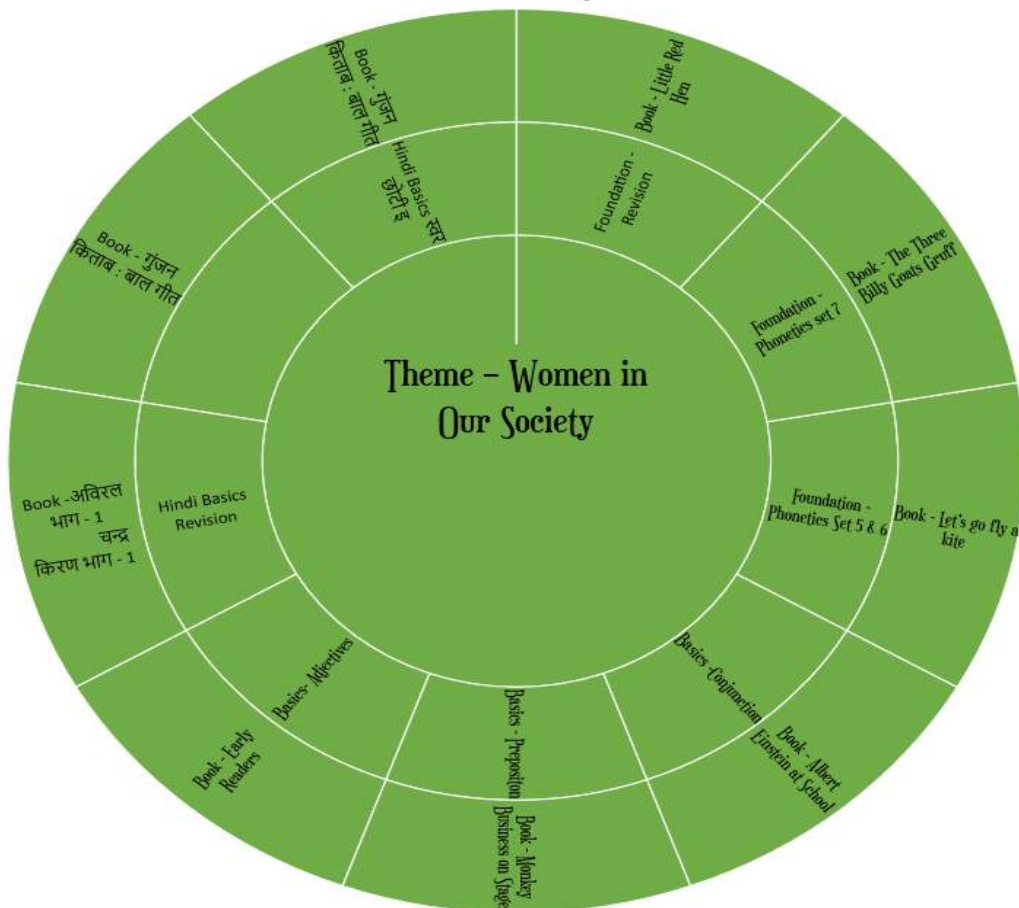 Theme – Women in
Our Society
Book - Little Red
Hen
Foundation -
Revision
Book - The Three
Billy Goats Gruff
Foundation -
Phonetics set 7
Book - Let's go fly a
kite
Foundation -
Phonetics Set 5 & 6
Book - Albert
Einstein at School
Basics -Conjunction
Book - Monkey
Business on Stage
Basics - Prepositon
Book - Early
Readers
Basics- Adjectives
Book -अविरल
भाग - 1
चन्द्र
किरण भाग - 1
Hindi Basics
Revision
Book - गुंजन
किताब : बाल गीत
Book - गुंजन
किताब : बाल गीत
Hindi Basics स्वर
छोटी इ